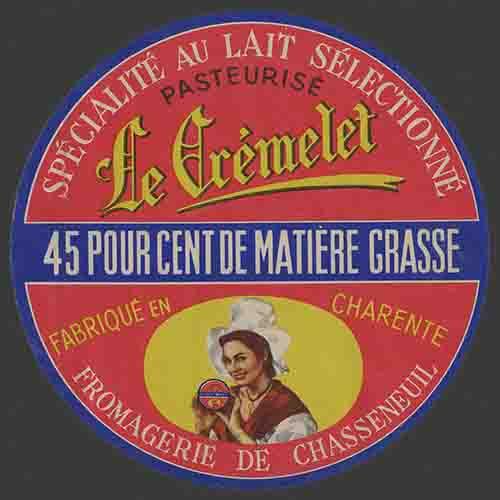 SPÉCIALITÉ AU LAIT SÉLECTIONNÉ
PASTEURISÉ
Le Crémelet
45 POUR CENT DE MATIÈRE GRASSE
FABRIQUÉ EN CHARENTE
FROMAGERIE DE CHASSENEUIL